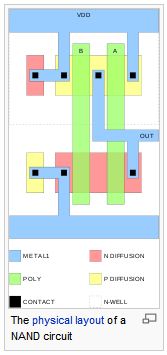 VDD
B
A
OUT
METAL1
N DIFFUSION
POLY
P DIFFUSION
CONTACT
N-WELL
The physical layout of a
NAND circuit